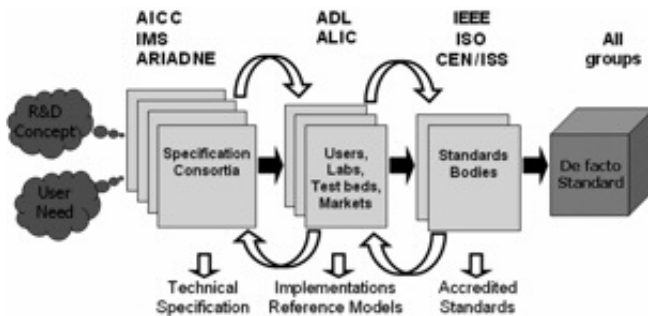 AICC
IMS
ARIADNE
ADL
ALIC
IEEE
ISO
CEN/ISS
All
groups
R&D
Concept
User
Need
Specification
Consortia
Users,
Labs,
Test beds,
Markets
Standards
Bodies
De facto
Standard
Technical
Specification
Implementations
Reference Models
Accredited
Standards